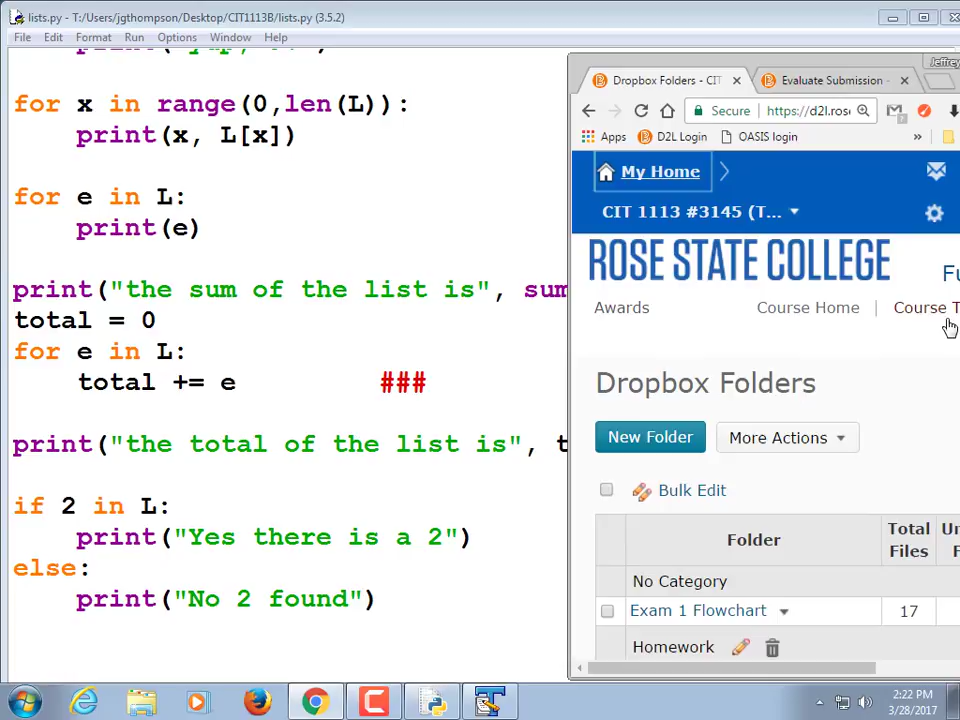 lists.py - T:/Users/jgthompson/Desktop/CIT1113B/lists.py (3.5.2)
File Edit Format Run Options Window Help
for x in range(0,len(L)):
print(x, L[x])
for e in L:
print(e)
print("the sum of the list is", sum
total = 0
for e in L:
total += e ###
print("the total of the list is", t
if 2 in L:
print("Yes there is a 2")
else:
print("No 2 found")
Jeffrey
Dropbox Folders - CIT
Evaluate Submission -
Secure https://d2l.rose
Apps D2L Login OASIS login »
My Home
CIT 1113 #3145 (T...
ROSE STATE COLLEGE
Fu
Awards Course Home | Course T
Dropbox Folders
New Folder More Actions
Bulk Edit
Folder Total Files Un F
No Category
Exam 1 Flowchart 17
Homework
2:22 PM
3/28/2017